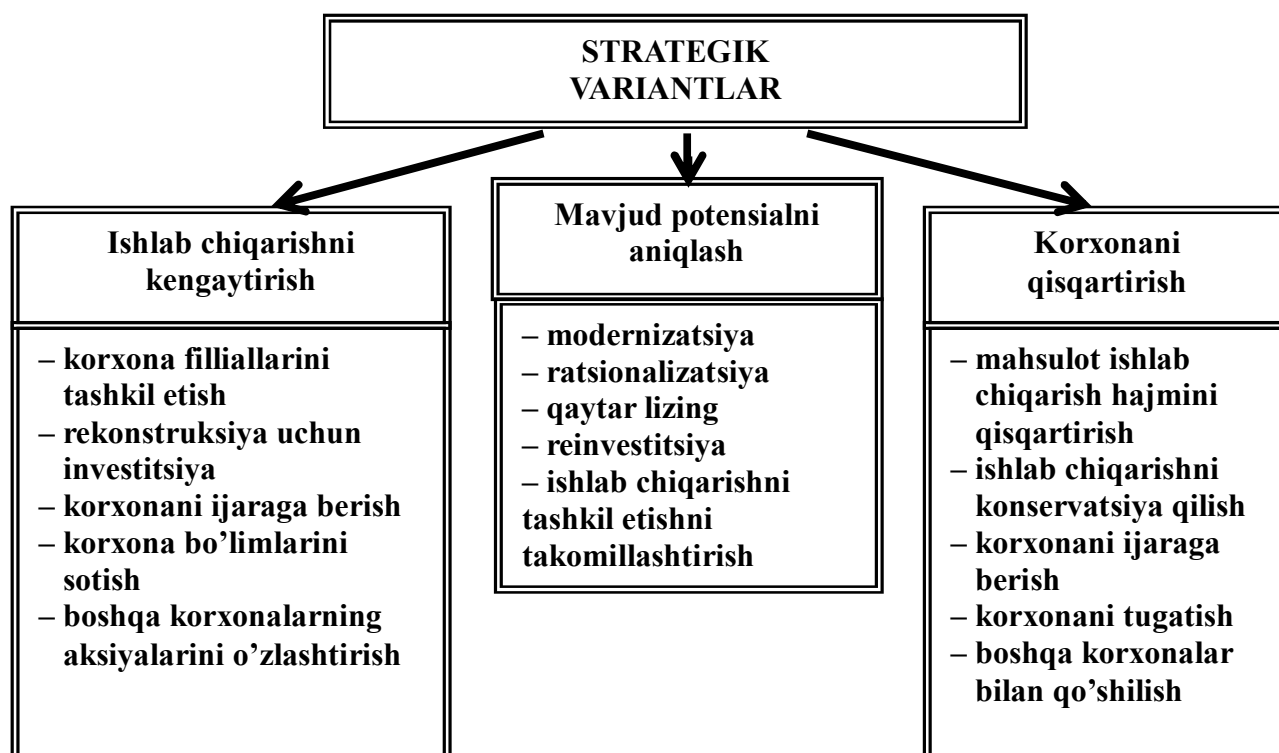 STRATEGIK
VARIANTLAR
Ishlab chiqarishni
kengaytirish
– korxona filliallarini
tashkil etish
– rekonstruksiya uchun
investitsiya
– korxonani ijaraga berish
– korxona bo’limlarini
sotish
– boshqa korxonalarning
aksiyalarini o’zlashtirish
Mavjud potensialni
aniqlash
– modernizatsiya
– ratsionalizatsiya
– qaytar lizing
– reinvestitsiya
– ishlab chiqarishni
tashkil etishni
takomillashtirish
Korxonani
qisqartirish
– mahsulot ishlab
chiqarish hajmini
qisqartirish
– ishlab chiqarishni
konservatsiya qilish
– korxonani ijaraga
berish
– korxonani tugatish
– boshqa korxonalar
bilan qo’shilish